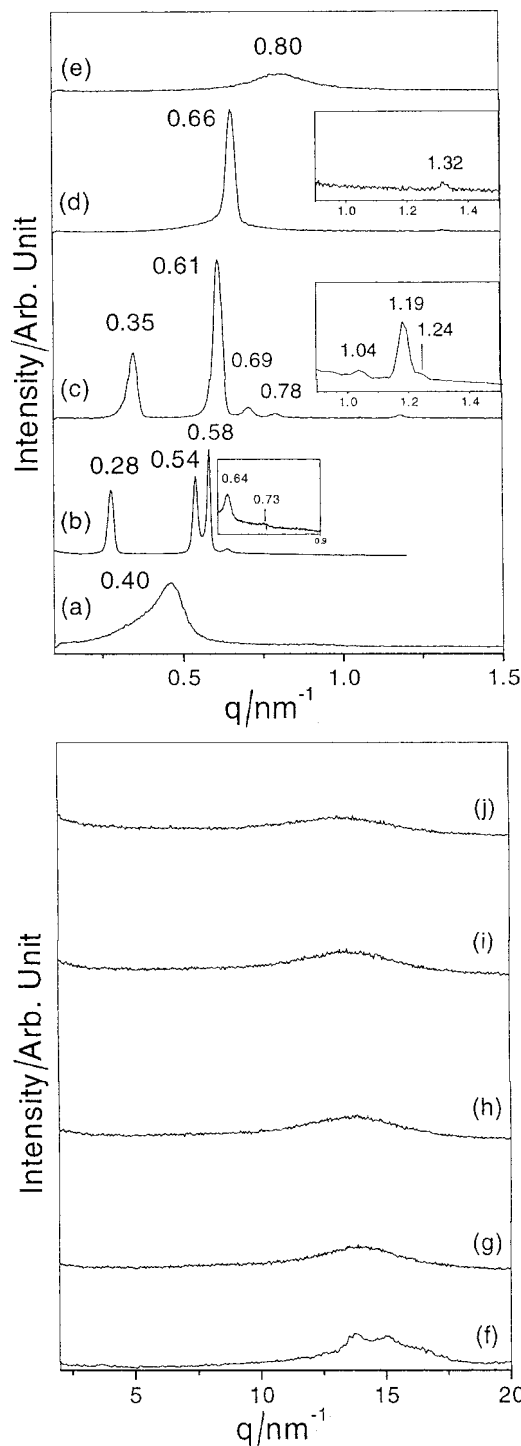 (e)
0.80
0.66
1.32
1.0
1.2
1.4
(d)
0.61
0.35
0.69
0.78
1.04
1.19
1.24
1.0
1.2
1.4
(c)
0.58
0.54
0.28
0.64
0.73
0.9
(b)
0.40
(a)
Intensity/Arb. Unit
0.5
1.0
1.5
q/nm⁻¹
(j)
(i)
(h)
(g)
(f)
Intensity/Arb. Unit
5
10
15
20
q/nm⁻¹